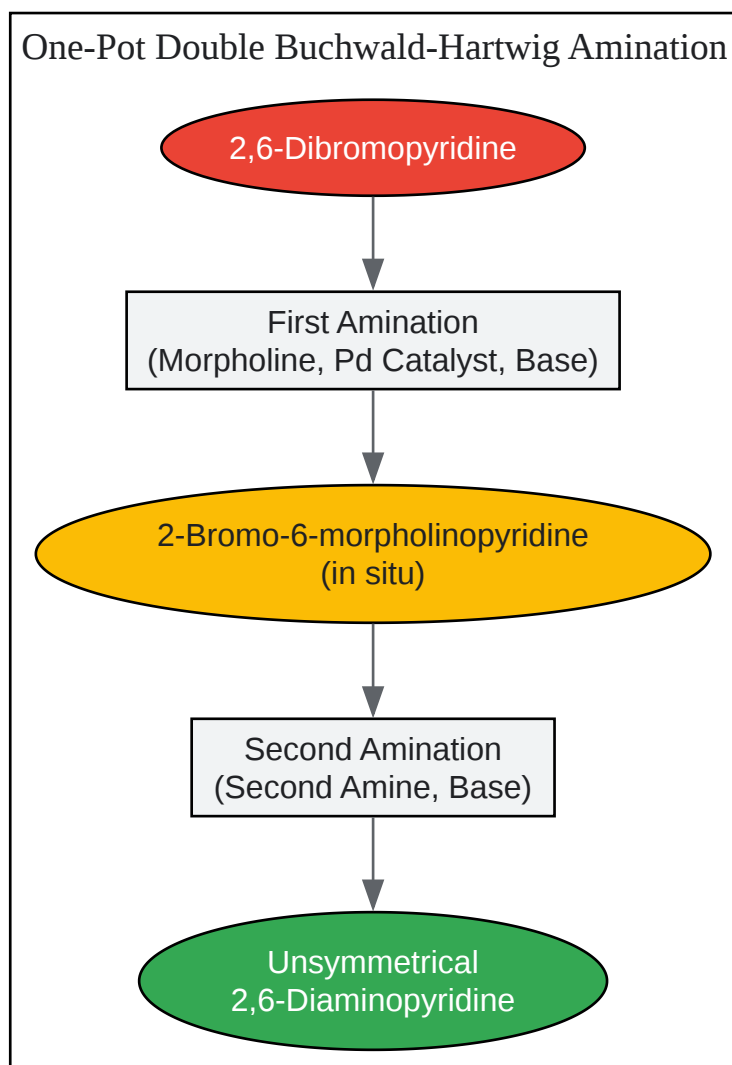 One-Pot Double Buchwald-Hartwig Amination
2,6-Dibromopyridine
First Amination
(Morpholine, Pd Catalyst, Base)
2-Bromo-6-morpholinopyridine
(in situ)
Second Amination
(Second Amine, Base)
Unsymmetrical
2,6-Diaminopyridine